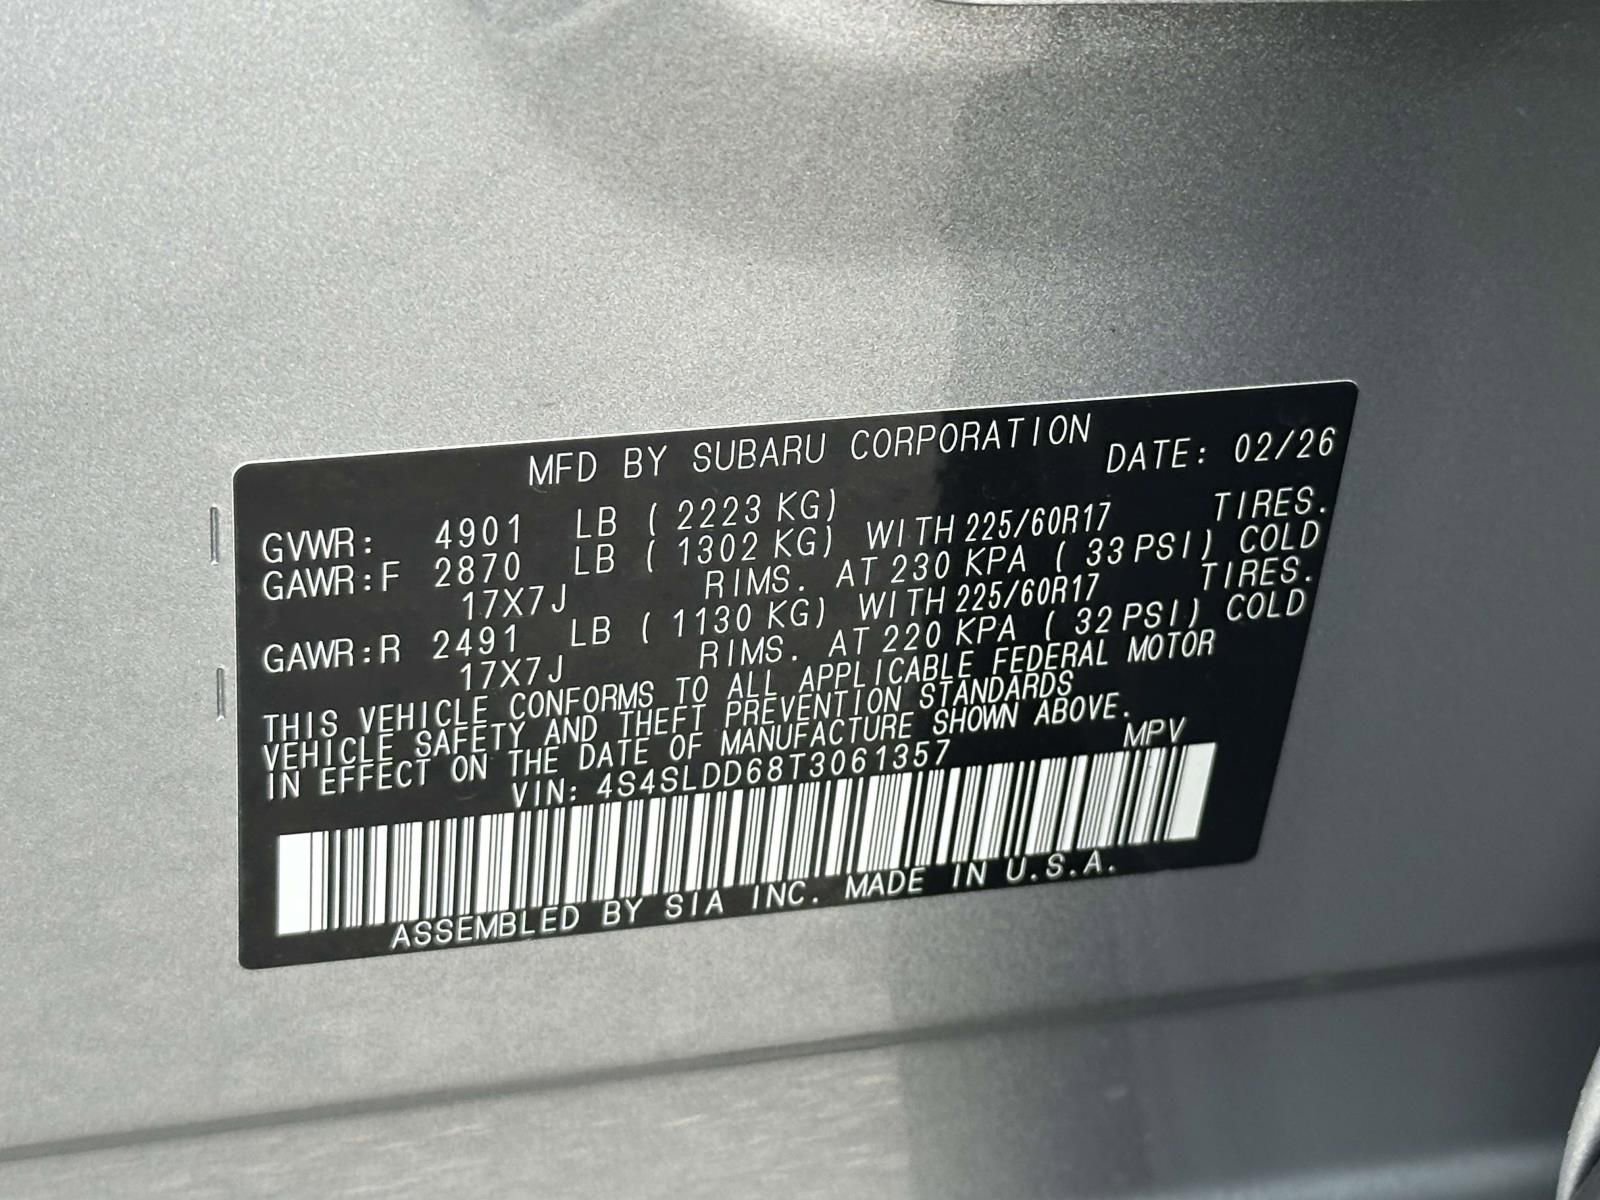 MFD BY SUBARU CORPORATION DATE: 02/26
GVWR: 4901 LB ( 2223 KG)
GAWR:F 2870 LB ( 1302 KG) WITH 225/60R17 TIRES.
17X7J RIMS. AT 230 KPA ( 33 PSI) COLD
GAWR:R 2491 LB ( 1130 KG) WITH 225/60R17 TIRES.
17X7J RIMS. AT 220 KPA ( 32 PSI) COLD
THIS VEHICLE CONFORMS TO ALL APPLICABLE FEDERAL MOTOR
VEHICLE SAFETY AND THEFT PREVENTION STANDARDS
IN EFFECT ON THE DATE OF MANUFACTURE SHOWN ABOVE.
VIN: 4S4SLDD68T3061357 MPV
ASSEMBLED BY SIA INC. MADE IN U.S.A.